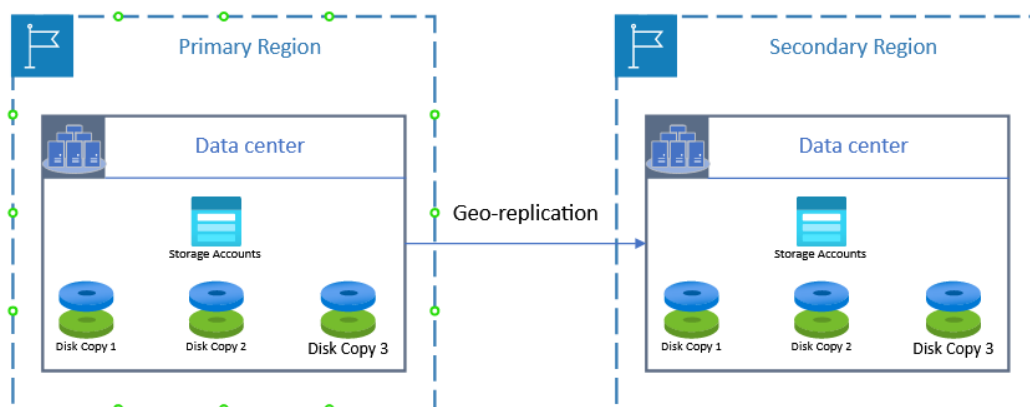 Primary Region
Secondary Region
Data center
Data center
Geo-replication
Storage Accounts
Storage Accounts
Disk Copy 1
Disk Copy 2
Disk Copy 3
Disk Copy 1
Disk Copy 2
Disk Copy 3